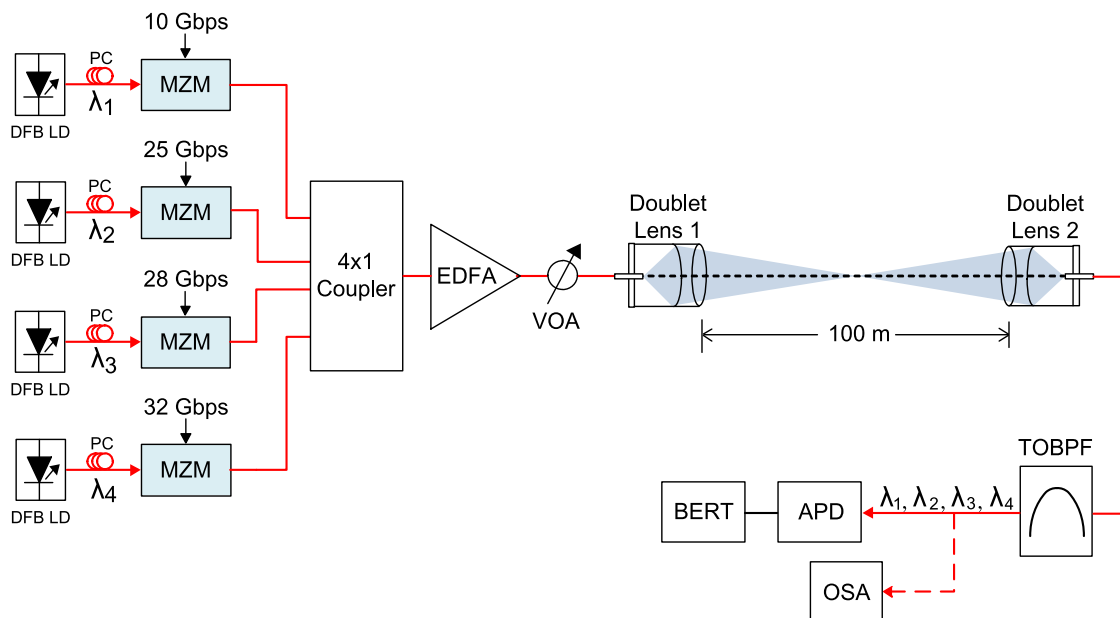 10 Gbps
PC
MZM
λ1
DFB LD
25 Gbps
PC
MZM
λ2
DFB LD
28 Gbps
PC
MZM
λ3
DFB LD
32 Gbps
PC
MZM
λ4
DFB LD
4x1
Coupler
EDFA
VOA
Doublet
Lens 1
Doublet
Lens 2
100 m
TOBPF
λ1, λ2, λ3, λ4
APD
BERT
OSA